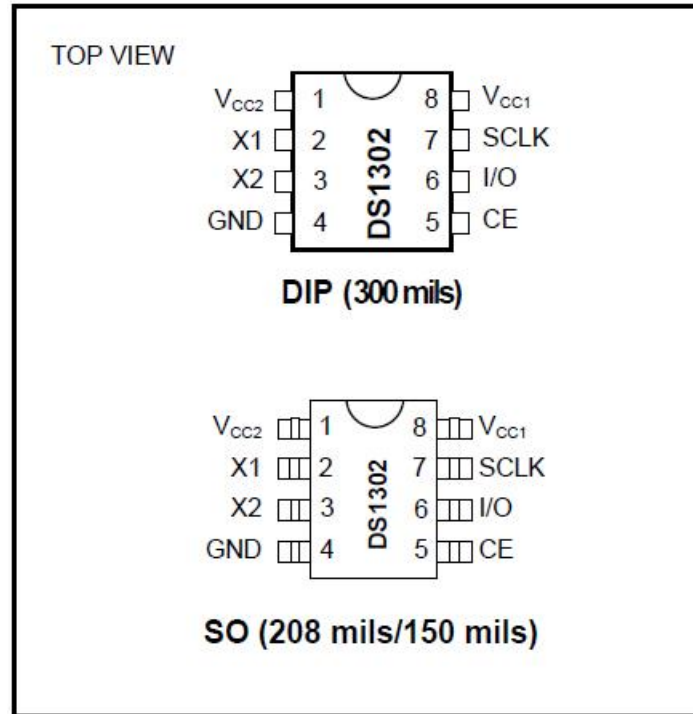 TOP VIEW
VCC2 1 8 VCC1
X1 2 7 SCLK
X2 3 6 I/O
GND 4 5 CE
DS1302
DIP (300 mils)
VCC2 1 8 VCC1
X1 2 7 SCLK
X2 3 6 I/O
GND 4 5 CE
DS1302
SO (208 mils/150 mils)